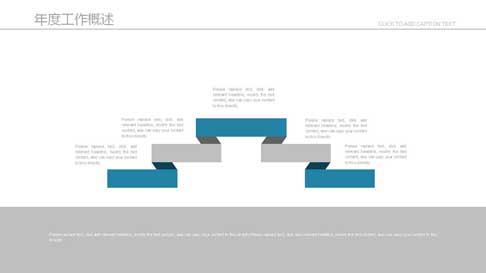 年度工作概述
CLICK TO ADD CAPTION TEXT
Please replace text, click add
relevant headline, modify the text
content, also can copy your content
to this directly.
Please replace text, click add
relevant headline, modify the text
content, also can copy your content
to this directly.
Please replace text, click add
relevant headline, modify the text
content, also can copy your content
to this directly.
Please replace text, click add
relevant headline, modify the text
content, also can copy your content
to this directly.
Please replace text, click add
relevant headline, modify the text
content, also can copy your content
to this directly.
Please replace text, click add relevant headline, modify the text content, also can copy your content to this directly.Please replace text, click add relevant headline, modify the text content, also can copy your content to this
directly.